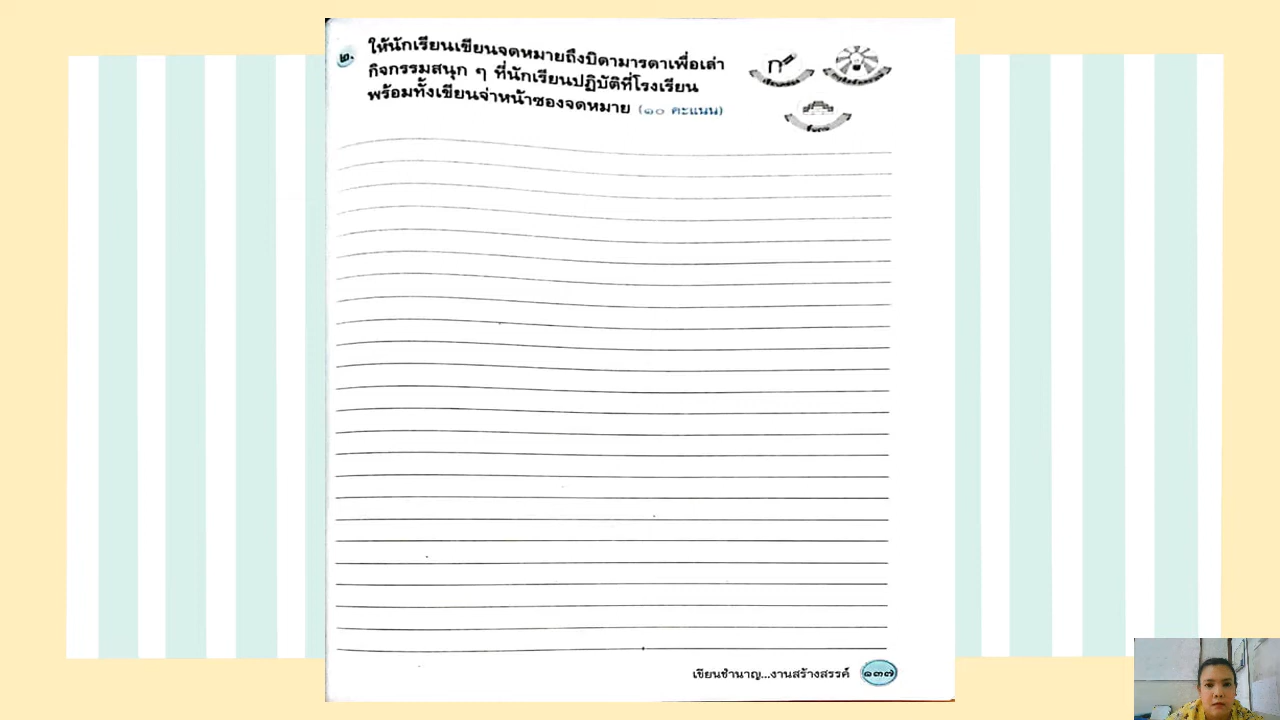 ๒.
ให้นักเรียนเขียนจดหมายถึงบิดามารดาเพื่อเล่า
กิจกรรมสนุก ๆ ที่นักเรียนปฏิบัติที่โรงเรียน
พร้อมทั้งเขียนจ่าหน้าซองจดหมาย (๑๐ คะแนน)
เขียนชำนาญ...งานสร้างสรรค์ ๑๓๗